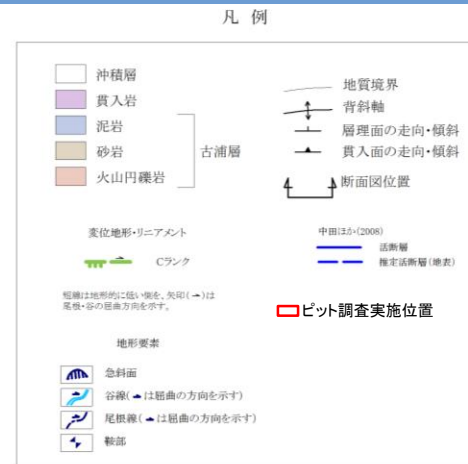 凡 例
沖積層
貫入岩
泥岩
砂岩
火山円礫岩
古浦層
地質境界
背斜軸
層理面の走向・傾斜
貫入面の走向・傾斜
断面図位置
変位地形・リニアメント
Cランク
短線は地形的に低い側を、矢印(→)は
尾根・谷の屈曲方向を示す。
中田ほか(2008)
活断層
推定活断層(地表)
ピット調査実施位置
地形要素
急斜面
谷線(は屈曲の方向を示す)
尾根線(は屈曲の方向を示す)
鞍部